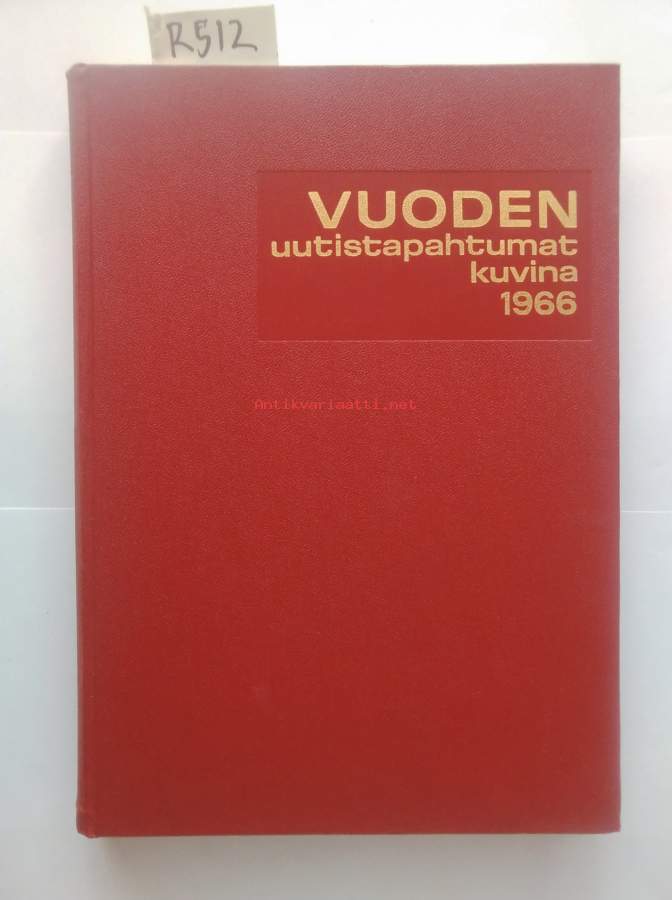 R512
VUODEN
uutistapahtumat
kuvina
1966
Antikvariaatti.net